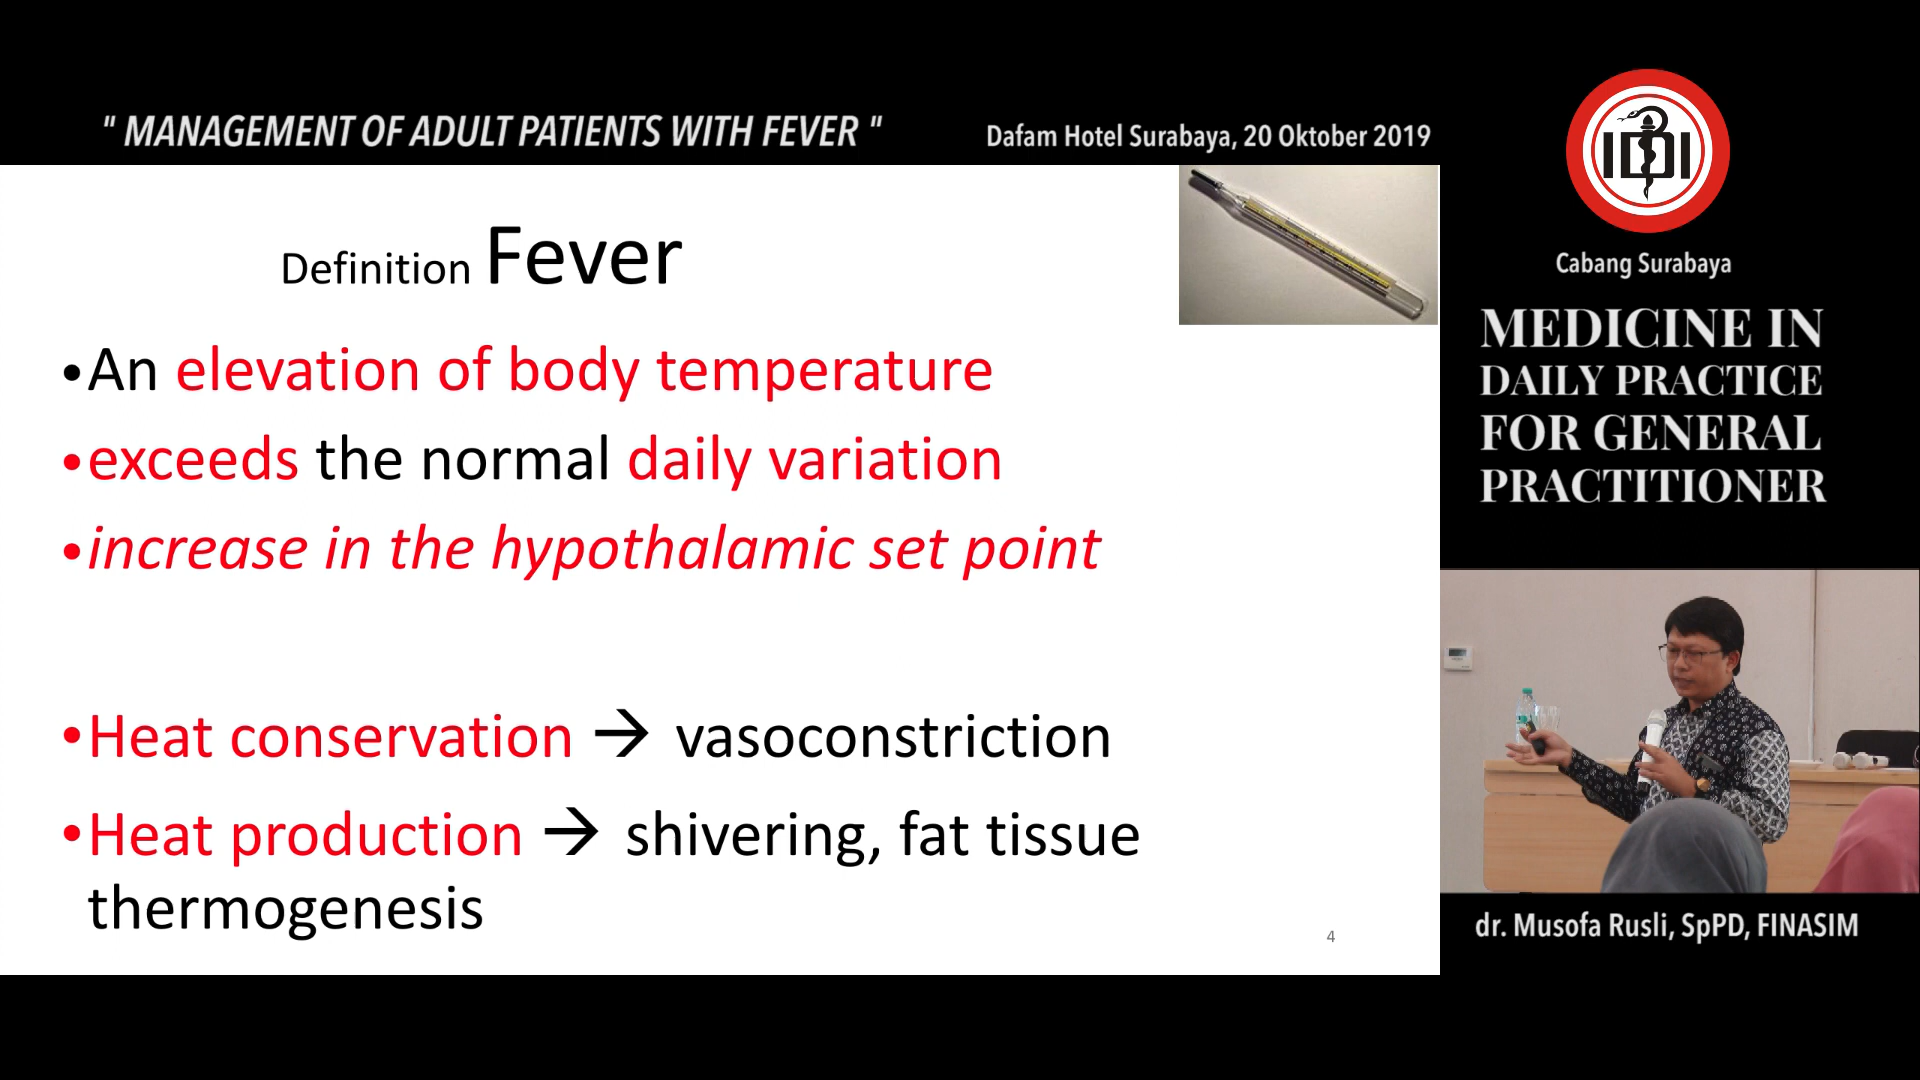 " MANAGEMENT OF ADULT PATIENTS WITH FEVER "
Dafam Hotel Surabaya, 20 Oktober 2019
Definition Fever
•An elevation of body temperature
•exceeds the normal daily variation
•increase in the hypothalamic set point
•Heat conservation → vasoconstriction
•Heat production → shivering, fat tissue
thermogenesis
4
IDI
Cabang Surabaya
MEDICINE IN
DAILY PRACTICE
FOR GENERAL
PRACTITIONER
dr. Musofa Rusli, SpPD, FINASIM